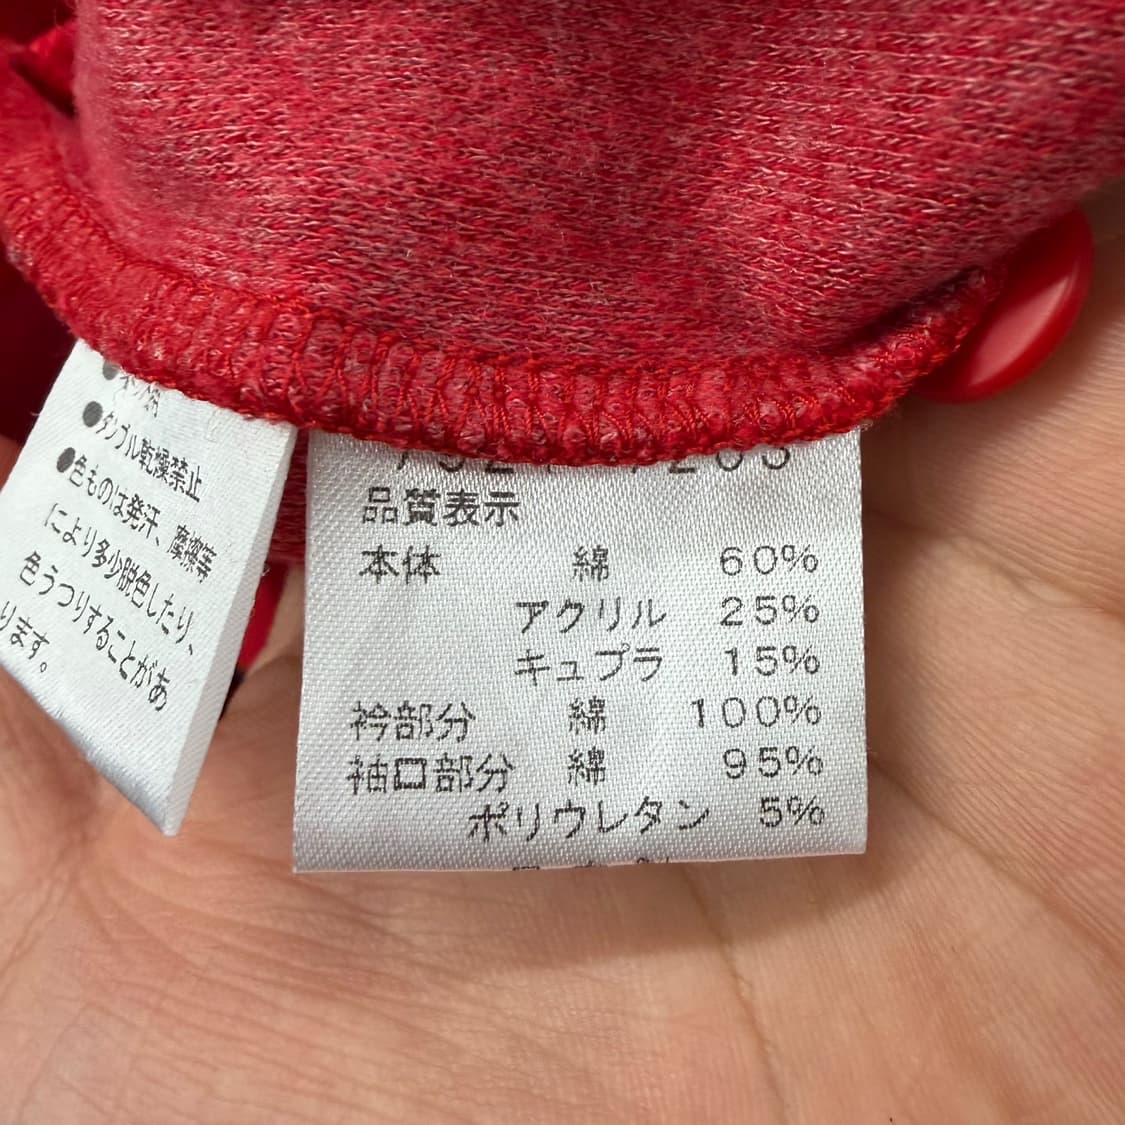 ●タンブル乾燥禁止
●色ものは発汗、摩擦等
により多少脱色したり、
色うつりすることがあ
ります。
品質表示
本体 綿 60%
アクリル 25%
キュプラ 15%
衿部分 綿 100%
袖口部分 綿 95%
ポリウレタン 5%